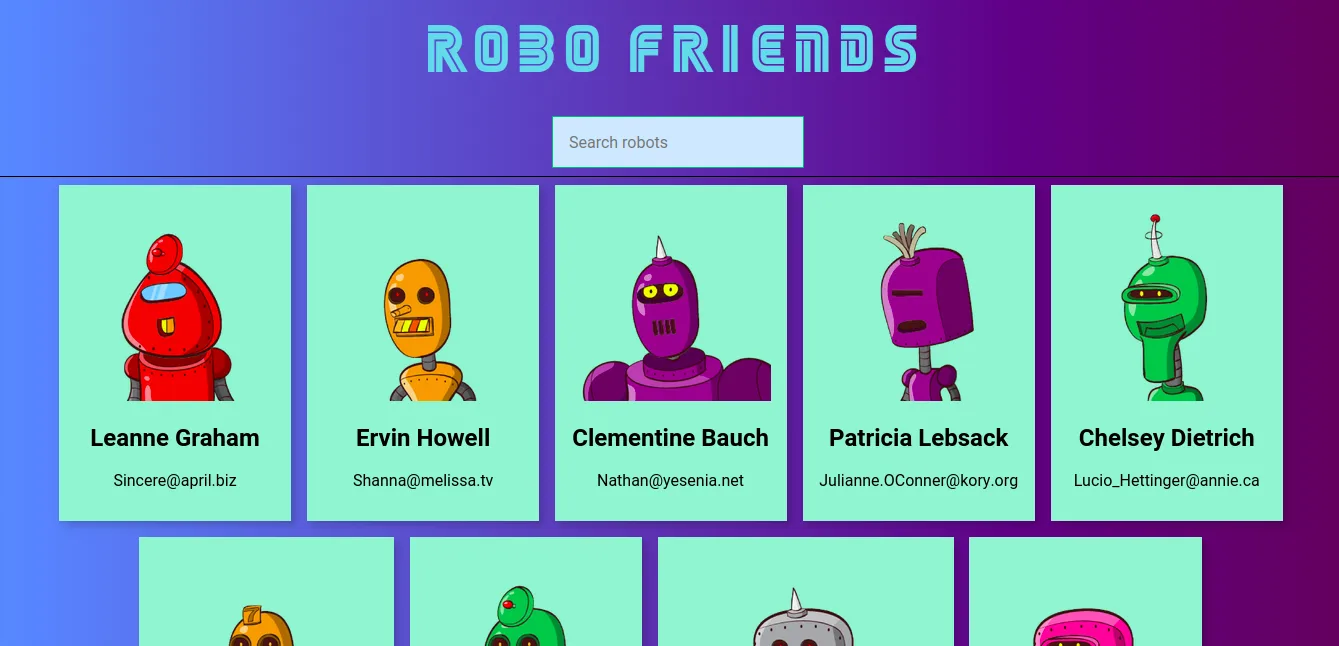 ROBO FRIENDS
Search robots
Leanne Graham
Sincere@april.biz
Ervin Howell
Shanna@melissa.tv
Clementine Bauch
Nathan@yesenia.net
Patricia Lebsack
Julianne.OConner@kory.org
Chelsey Dietrich
Lucio_Hettinger@annie.ca
7